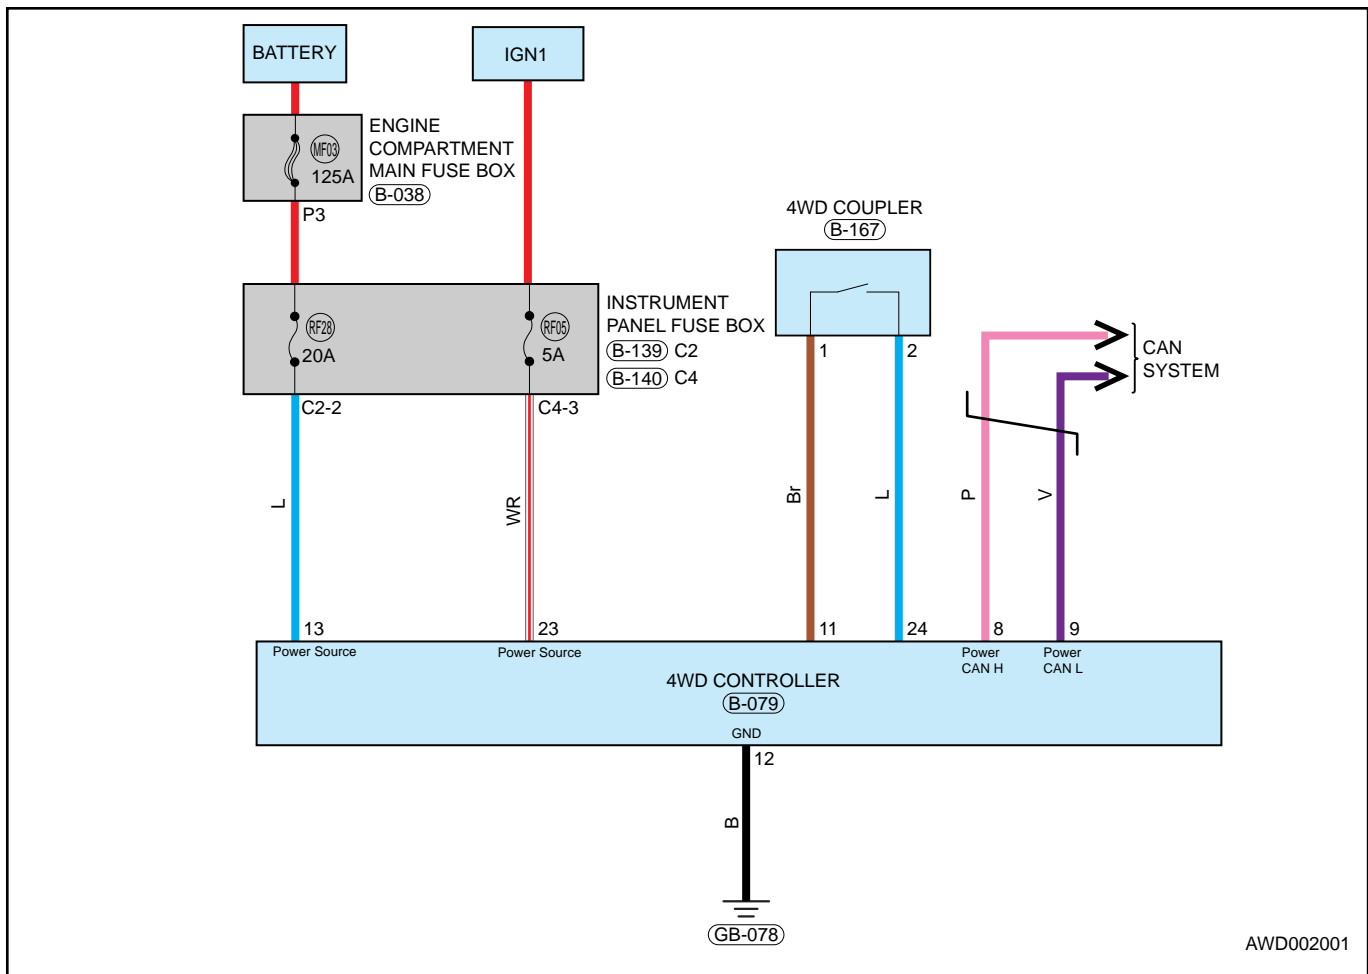 BATTERY
IGN1
MF03
125A
ENGINE
COMPARTMENT
MAIN FUSE BOX
B-038
P3
4WD COUPLER
B-167
RF28
20A
RF05
5A
INSTRUMENT
PANEL FUSE BOX
B-139 C2
B-140 C4
1
2
CAN
SYSTEM
C2-2
C4-3
L
WR
Br
L
P
V
13
23
11
24
8
9
Power Source
Power Source
Power
CAN H
Power
CAN L
4WD CONTROLLER
B-079
GND
12
B
GB-078
AWD002001